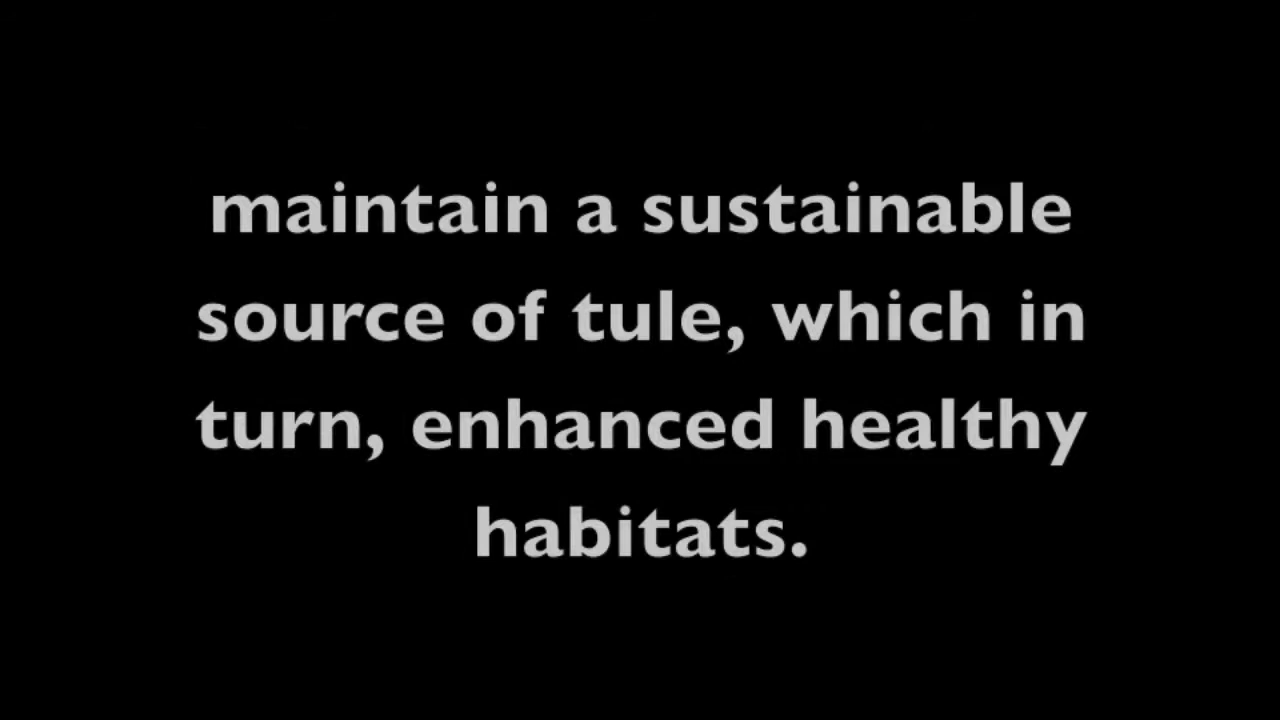 maintain a sustainable
source of tule, which in
turn, enhanced healthy
habitats.